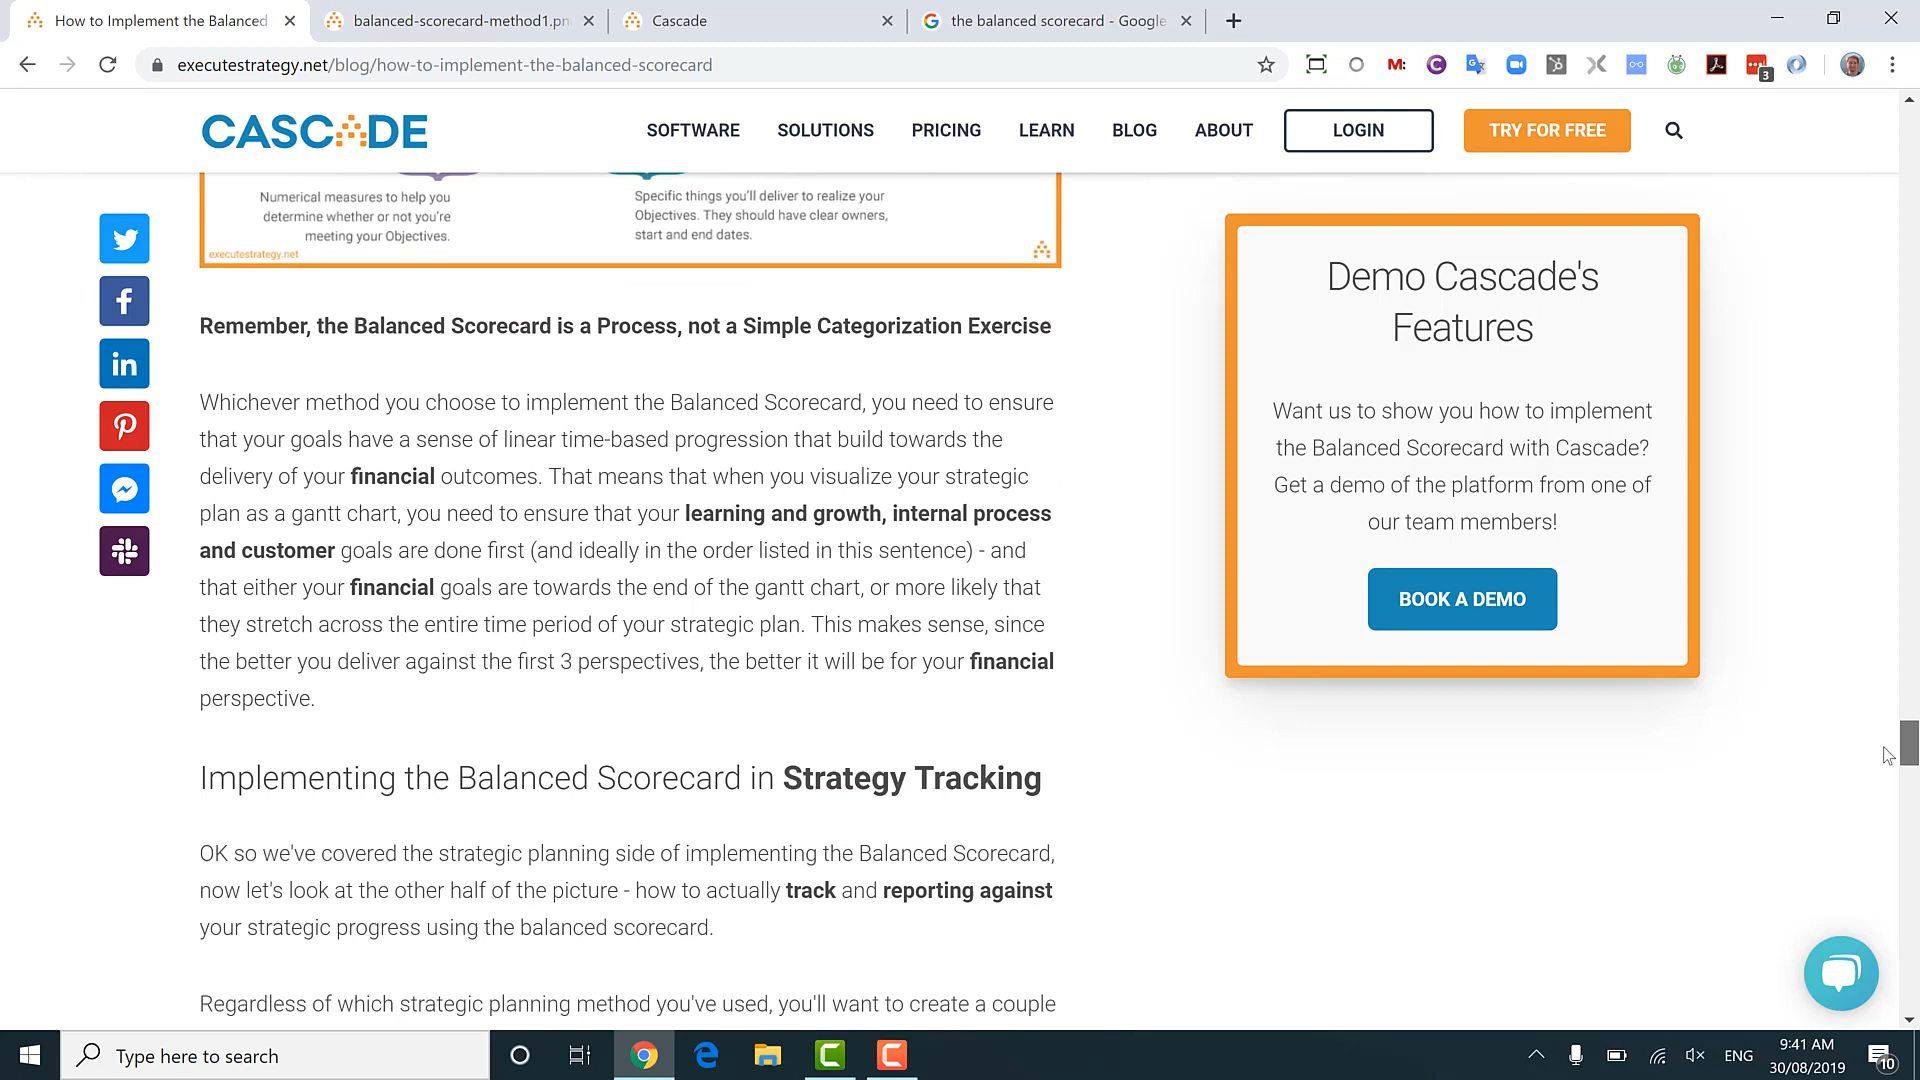 How to Implement the Balanced
balanced-scorecard-method1.pn
Cascade
the balanced scorecard - Google
executestrategy.net/blog/how-to-implement-the-balanced-scorecard
M:
3
CASCADE
SOFTWARE
SOLUTIONS
PRICING
LEARN
BLOG
ABOUT
LOGIN
TRY FOR FREE
Numerical measures to help you
determine whether or not you're
meeting your Objectives.
Specific things you'll deliver to realize your
Objectives. They should have clear owners,
start and end dates.
executestrategy.net
Remember, the Balanced Scorecard is a Process, not a Simple Categorization Exercise
Whichever method you choose to implement the Balanced Scorecard, you need to ensure
that your goals have a sense of linear time-based progression that build towards the
delivery of your financial outcomes. That means that when you visualize your strategic
plan as a gantt chart, you need to ensure that your learning and growth, internal process
and customer goals are done first (and ideally in the order listed in this sentence) - and
that either your financial goals are towards the end of the gantt chart, or more likely that
they stretch across the entire time period of your strategic plan. This makes sense, since
the better you deliver against the first 3 perspectives, the better it will be for your financial
perspective.
Implementing the Balanced Scorecard in Strategy Tracking
OK so we've covered the strategic planning side of implementing the Balanced Scorecard,
now let's look at the other half of the picture - how to actually track and reporting against
your strategic progress using the balanced scorecard.
Regardless of which strategic planning method you've used, you'll want to create a couple
Demo Cascade's
Features
Want us to show you how to implement
the Balanced Scorecard with Cascade?
Get a demo of the platform from one of
our team members!
BOOK A DEMO
Type here to search
ENG
9:41 AM
30/08/2019
10